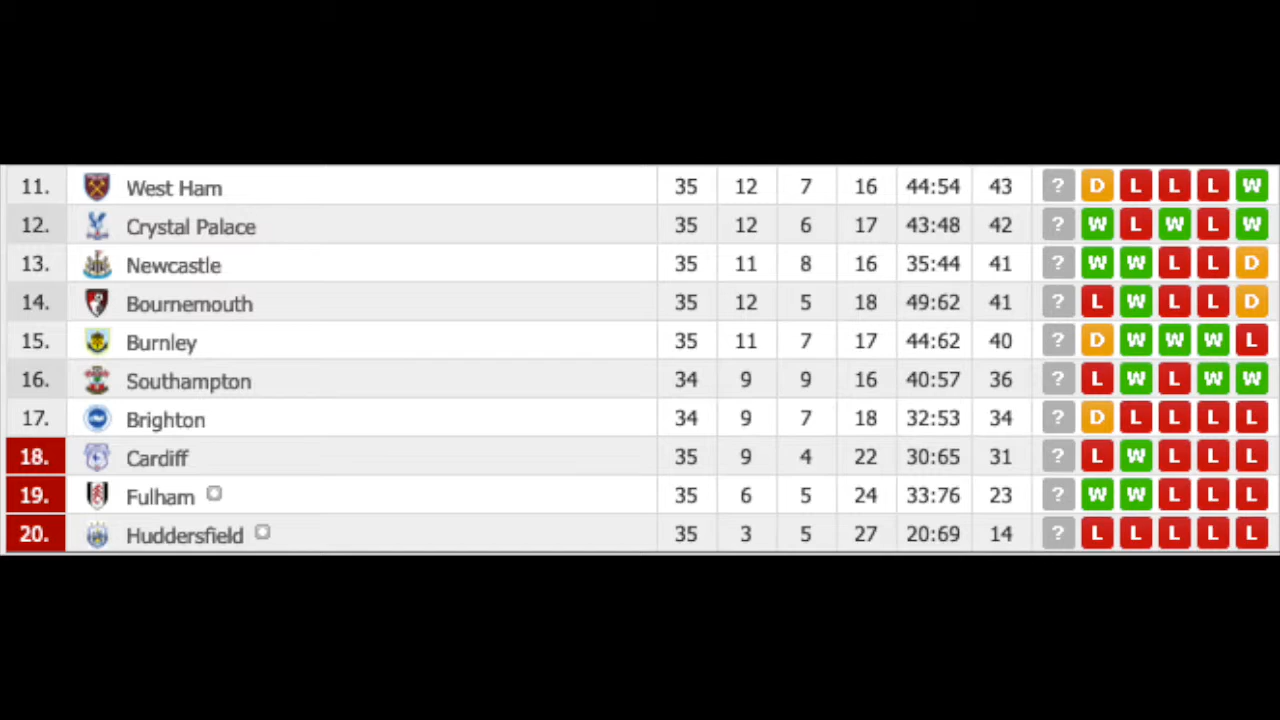 11. West Ham 35 12 7 16 44:54 43 ? D L L L W
12. Crystal Palace 35 12 6 17 43:48 42 ? W L W L W
13. Newcastle 35 11 8 16 35:44 41 ? W W L L D
14. Bournemouth 35 12 5 18 49:62 41 ? L W L L D
15. Burnley 35 11 7 17 44:62 40 ? D W W W L
16. Southampton 34 9 9 16 40:57 36 ? L W L W W
17. Brighton 34 9 7 18 32:53 34 ? D L L L L
18. Cardiff 35 9 4 22 30:65 31 ? L W L L L
19. Fulham 35 6 5 24 33:76 23 ? W W L L L
20. Huddersfield 35 3 5 27 20:69 14 ? L L L L L